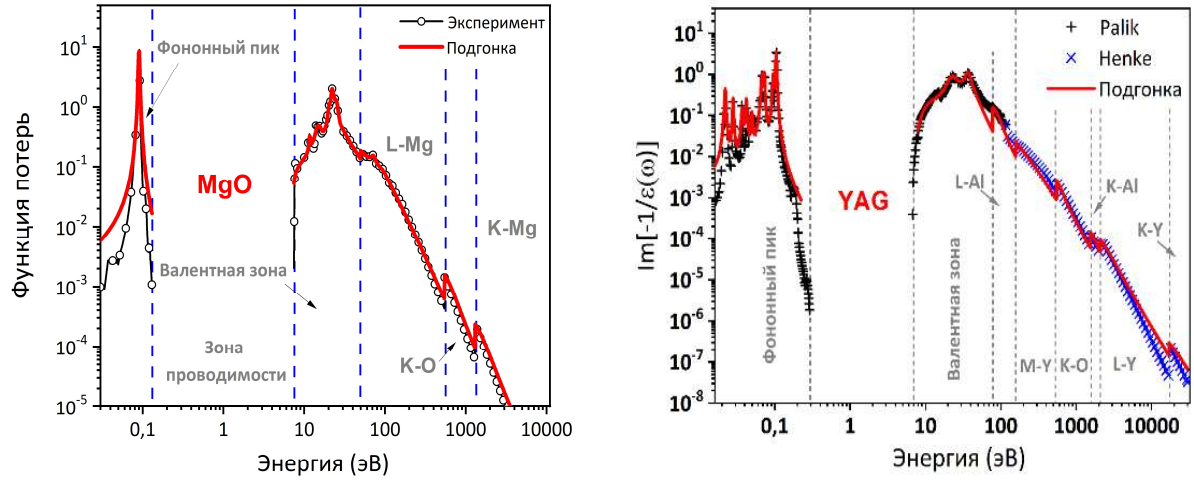 Эксперимент
Подгонка
Фононный пик
MgO
L-Mg
K-Mg
Валентная зона
K-O
Зона
проводимости
Функция потерь
10^1
10^0
10^-1
10^-2
10^-3
10^-4
10^-5
0,1
1
10
100
1000
10000
Энергия (эВ)
Palik
Henke
Подгонка
YAG
L-Al
K-Al
K-Y
Фононный пик
Валентная зона
M-Y
K-O
L-Y
Im[-1/ε(ω)]
10^1
10^0
10^-1
10^-2
10^-3
10^-4
10^-5
10^-6
10^-7
10^-8
0,1
1
10
100
1000
10000
Энергия (эВ)